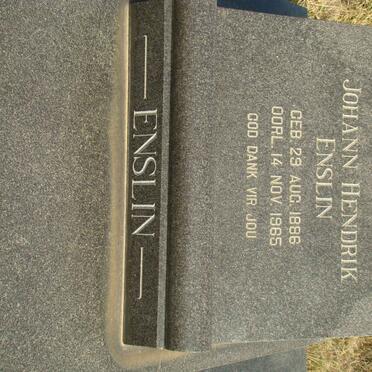 JOHANN HENDRIK
ENSLIN
GEB. 29 AUG. 1886
OORL. 14 NOV. 1965
GOD DANK VIR JOU
— ENSLIN —